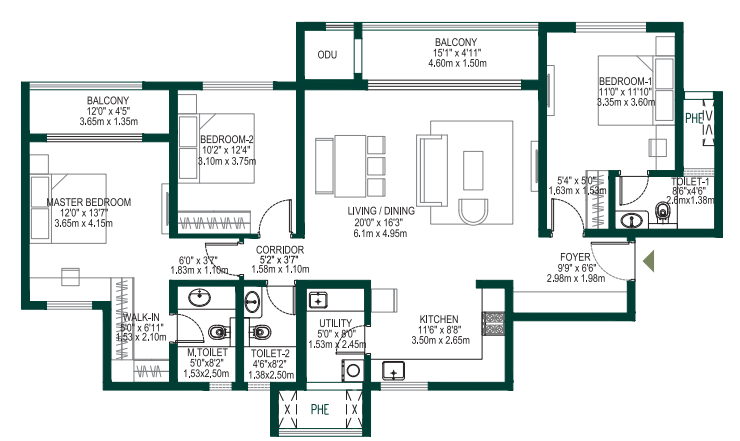 ODU
BALCONY
15'1" x 4'11"
4.60m x 1.50m
BEDROOM-1
11'0" x 11'10"
3.35m x 3.60m
PHE
BALCONY
12'0" x 4'5"
3.65m x 1.35m
BEDROOM-2
10'2" x 12'4"
3.10m x 3.75m
MASTER BEDROOM
12'0" x 13'7"
3.65m x 4.15m
LIVING / DINING
20'0" x 16'3"
6.1m x 4.95m
5'4" x 5'0"
1.63m x 1.53m
TOILET-1
8'6"x4'6"
2.6mx1.38m
6'0" x 3'7"
1.83m x 1.10m
CORRIDOR
5'2" x 3'7"
1.58m x 1.10m
FOYER
9'9" x 6'6"
2.98m x 1.98m
WALK-IN
5'0" x 6'11"
1.53 x 2.10m
M,TOILET
5'0"x8'2"
1,53x2,50m
TOILET-2
4'6"x8'2"
1.38x2.50m
UTILITY
5'0" x 8'0"
1.53m x 2.45m
KITCHEN
11'6" x 8'8"
3.50m x 2.65m
PHE